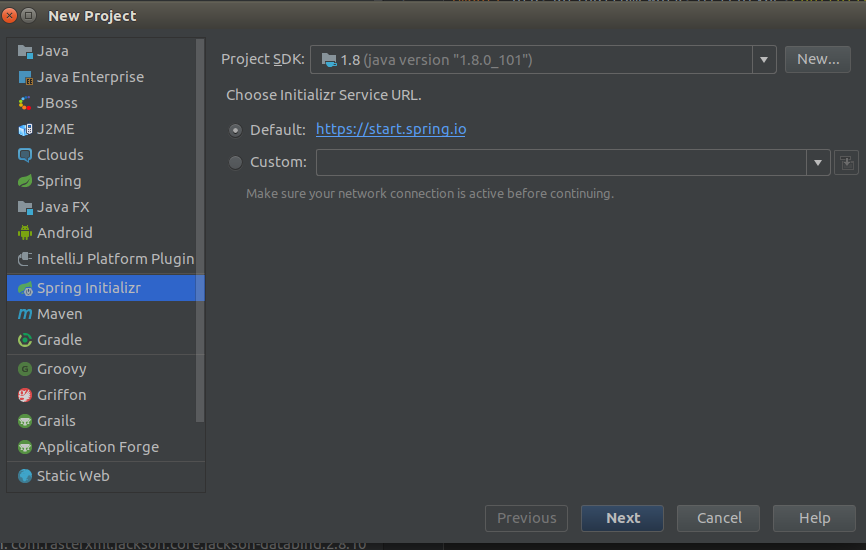 New Project
Java
Java Enterprise
JBoss
J2ME
Clouds
Spring
Java FX
Android
IntelliJ Platform Plugin
Spring Initializr
Maven
Gradle
Groovy
Griffon
Grails
Application Forge
Static Web
Project SDK: 1.8 (java version "1.8.0_101") New...
Choose Initializr Service URL.
Default: https://start.spring.io
Custom:
Make sure your network connection is active before continuing.
Previous Next Cancel Help
com.fasterxml.jackson.core:jackson-databind:2.8.10